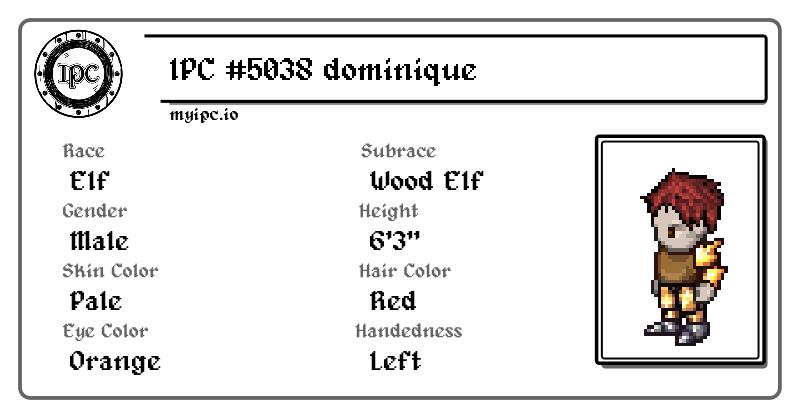 IPC
IPC #5038 dominique
myipc.io
Race
Elf
Subrace
Wood Elf
Gender
Male
Height
6'3"
Skin Color
Pale
Hair Color
Red
Eye Color
Orange
Handedness
Left